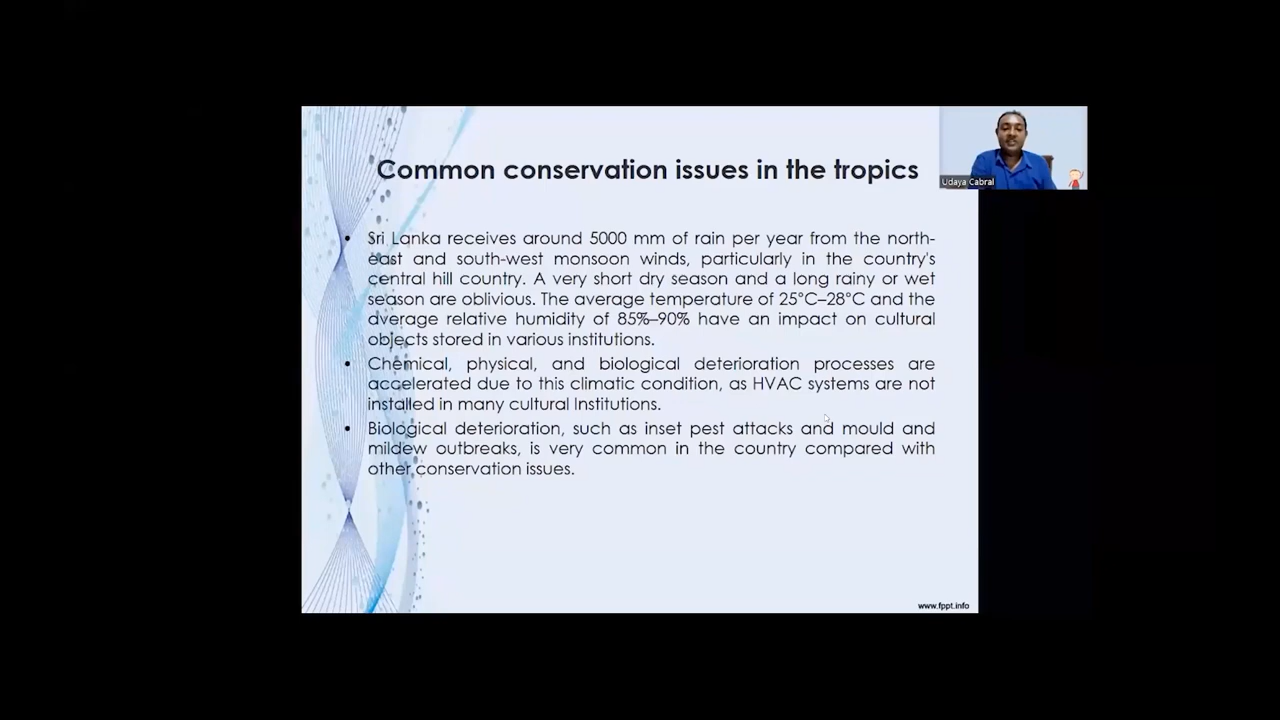 Common conservation issues in the tropics
Udaya Cabral
• Sri Lanka receives around 5000 mm of rain per year from the north-
east and south-west monsoon winds, particularly in the country's
central hill country. A very short dry season and a long rainy or wet
season are oblivious. The average temperature of 25°C–28°C and the
average relative humidity of 85%–90% have an impact on cultural
objects stored in various institutions.
• Chemical, physical, and biological deterioration processes are
accelerated due to this climatic condition, as HVAC systems are not
installed in many cultural Institutions.
• Biological deterioration, such as inset pest attacks and mould and
mildew outbreaks, is very common in the country compared with
other conservation issues.
www.fppt.info